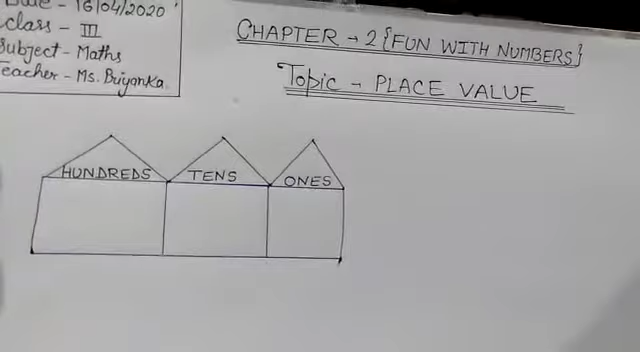 Date - 16/04/2020
Class - III
Subject - Maths
Teacher - Ms. Priyanka
CHAPTER → 2 {FUN WITH NUMBERS}
Topic - PLACE VALUE
HUNDREDS TENS ONES